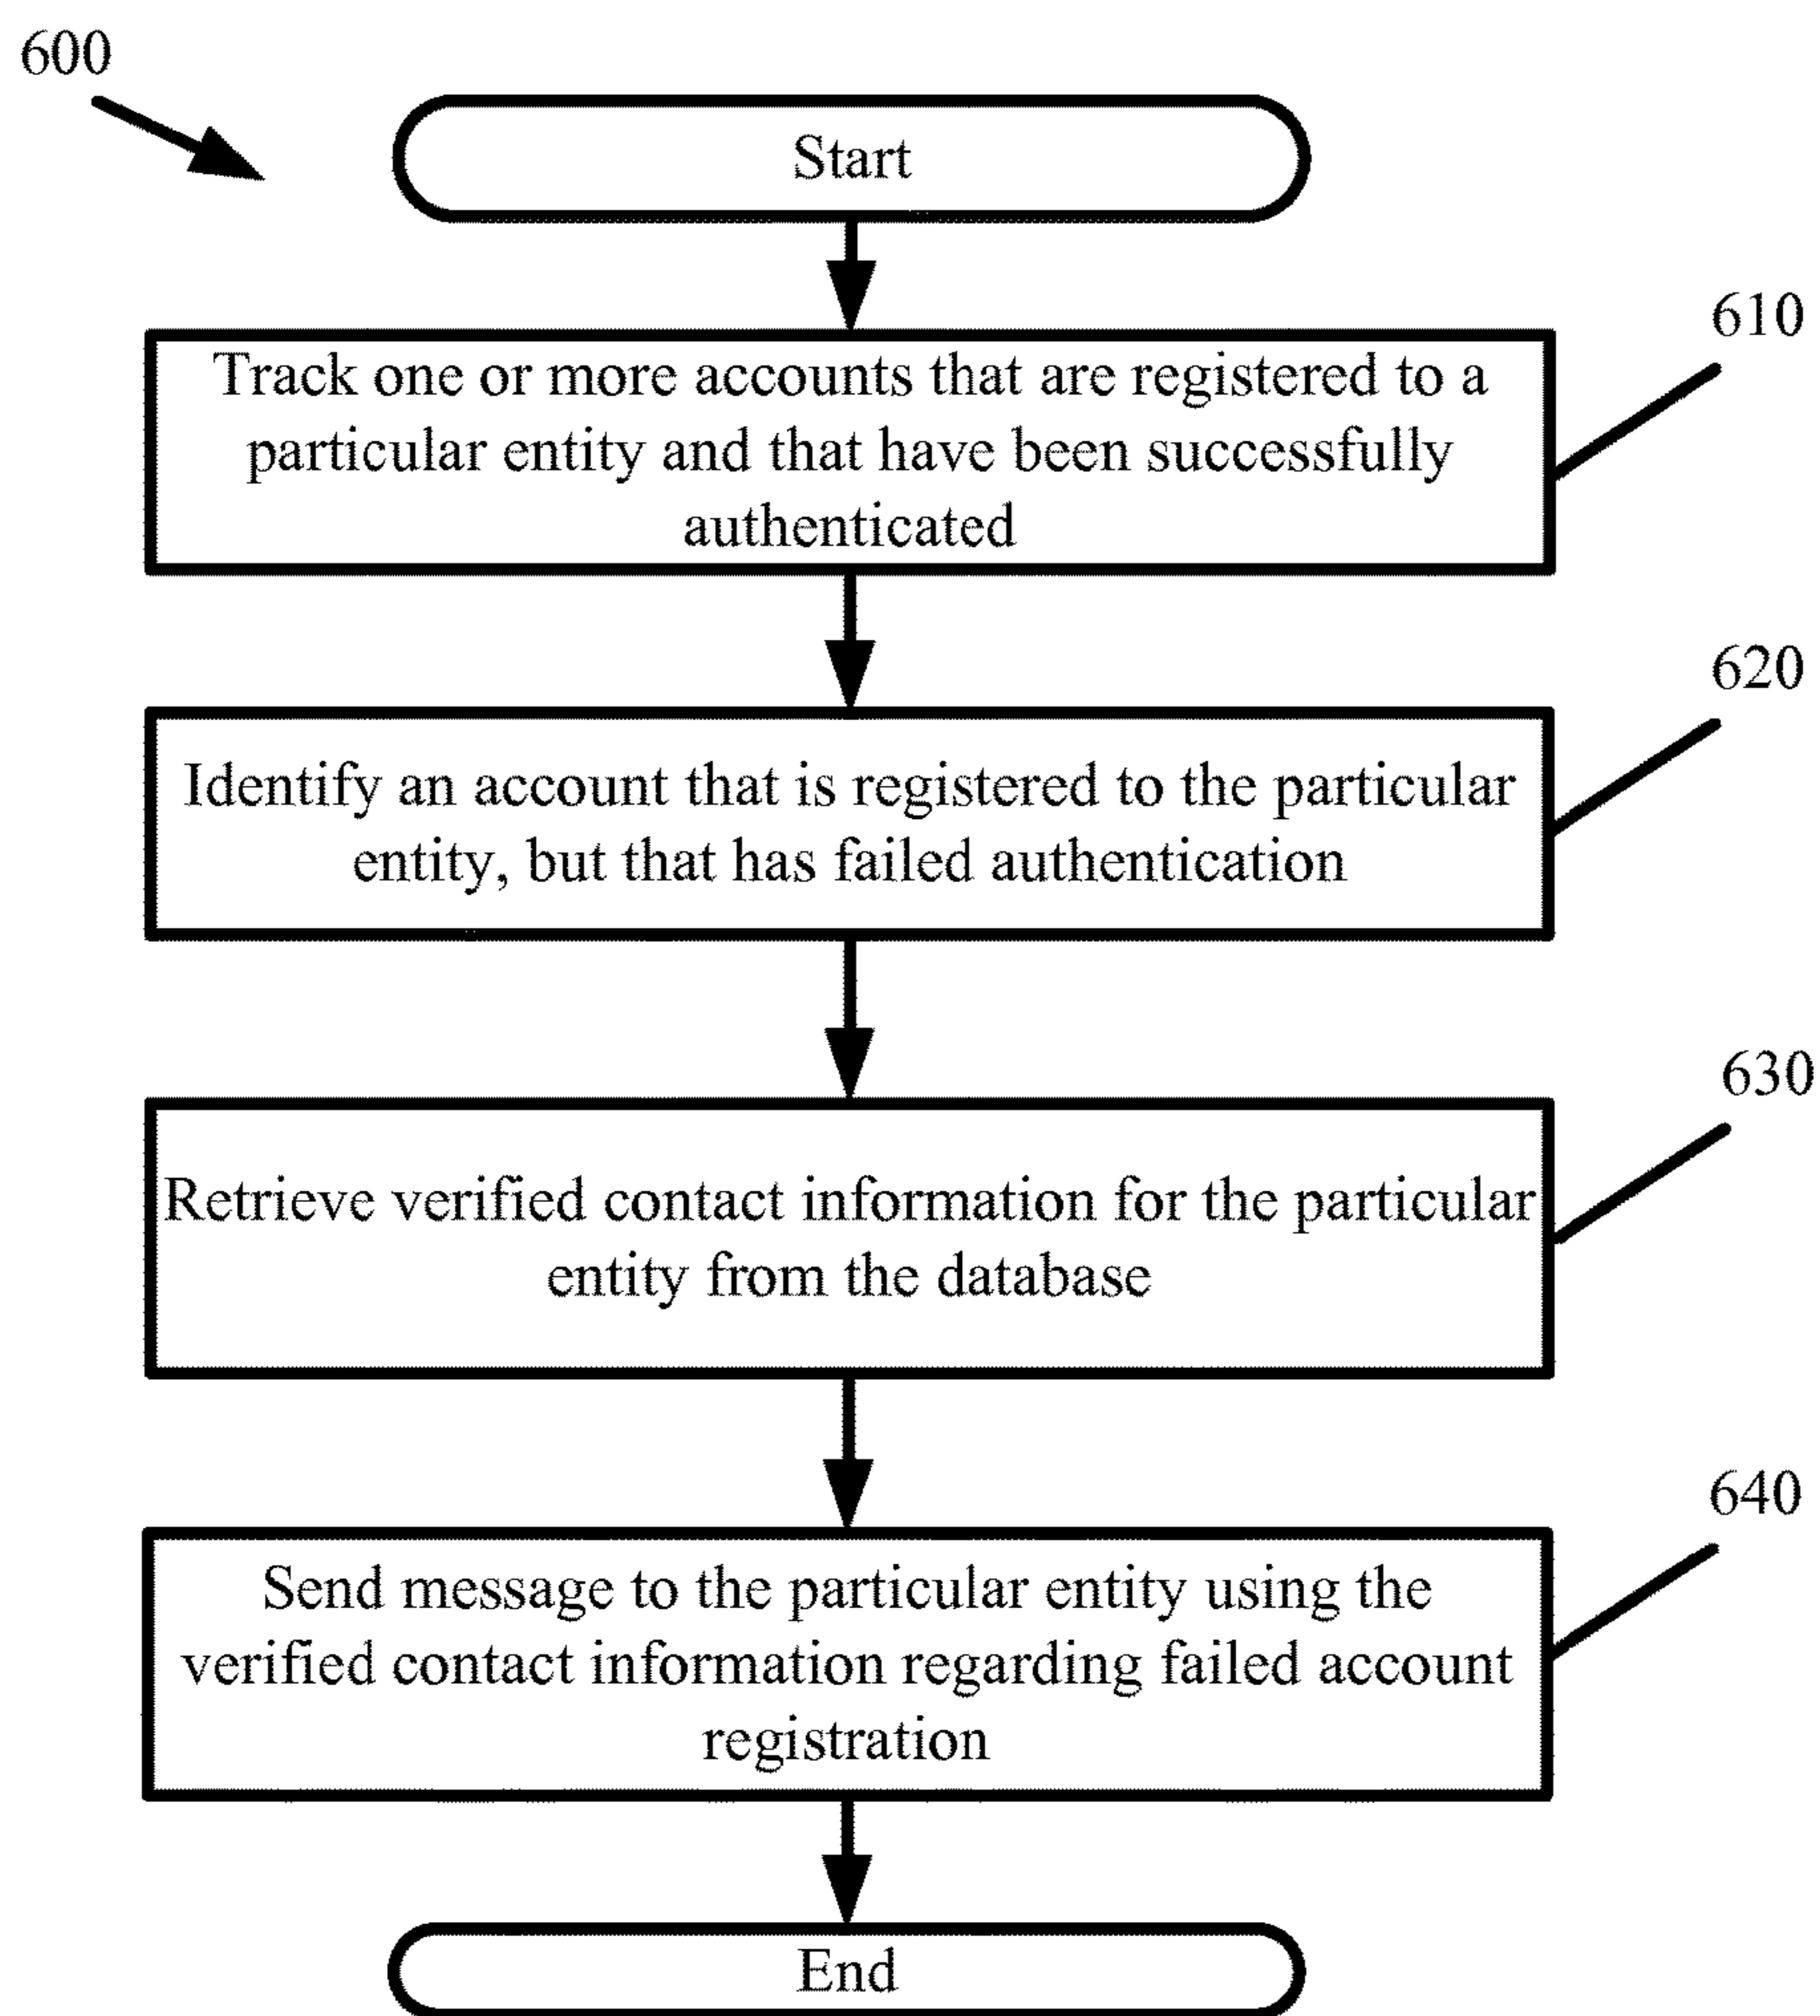 600
Start
610
Track one or more accounts that are registered to a
particular entity and that have been successfully
authenticated
620
Identify an account that is registered to the particular
entity, but that has failed authentication
630
Retrieve verified contact information for the particular
entity from the database
640
Send message to the particular entity using the
verified contact information regarding failed account
registration
End